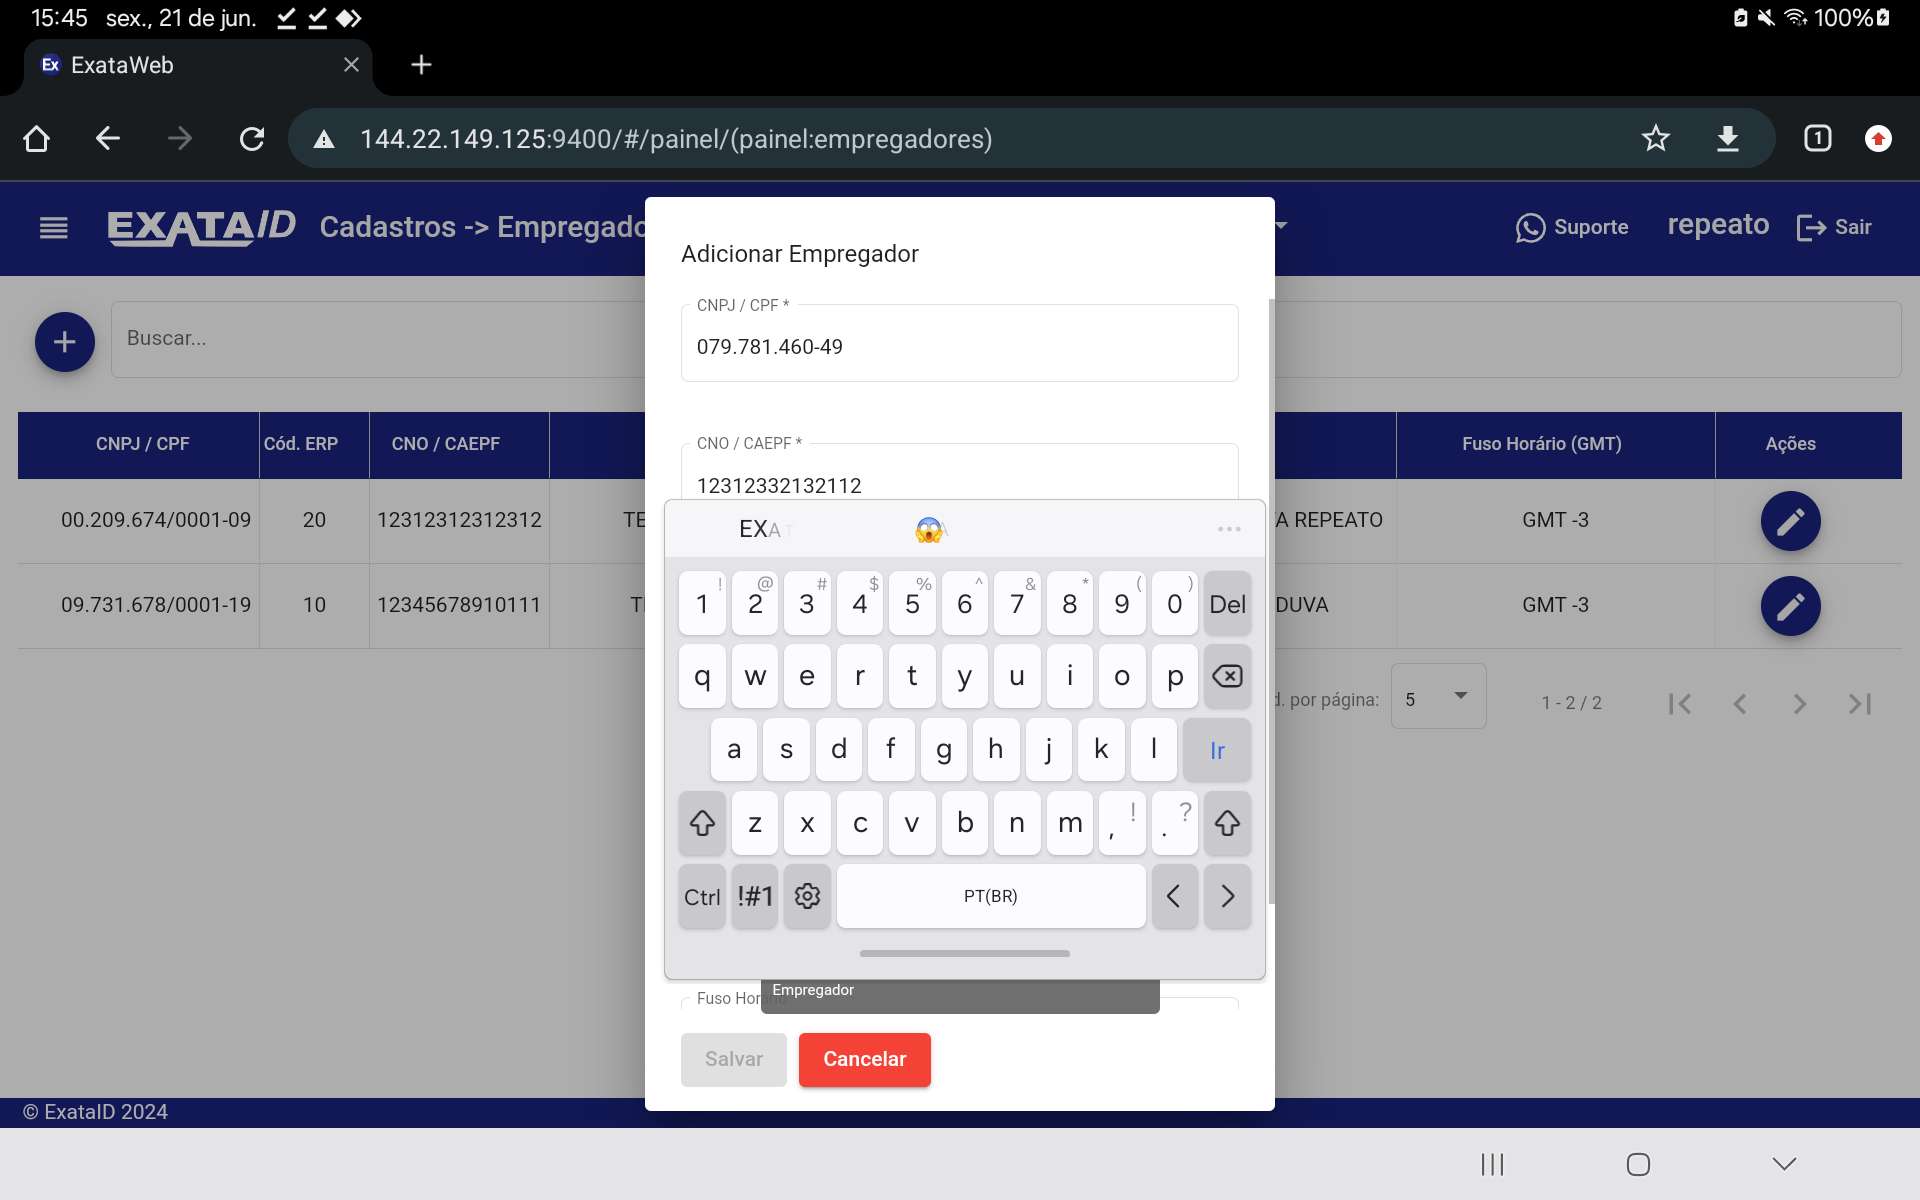 15:45 sex., 21 de jun. 100%
Ex ExataWeb
144.22.149.125:9400/#/painel/(painel:empregadores) 1
EXATAID Cadastros -> Empregado Suporte repeato Sair
Adicionar Empregador
CNPJ / CPF *
079.781.460-49
Buscar...
CNPJ / CPF Cód. ERP CNO / CAEPF Fuso Horário (GMT) Ações
CNO / CAEPF *
12312332132112
00.209.674/0001-09 20 12312312312312 TE A REPEATO GMT -3
09.731.678/0001-19 10 12345678910111 T DUVA GMT -3
d. por página: 5 1 - 2 / 2
EXAT
! @ # $ % ^ & * ( )
1 2 3 4 5 6 7 8 9 0 Del
q w e r t y u i o p
a s d f g h j k l Ir
z x c v b n m , ! . ?
Ctrl !#1 PT(BR) < >
Empregador
Fuso Hor
Salvar Cancelar
© ExataID 2024